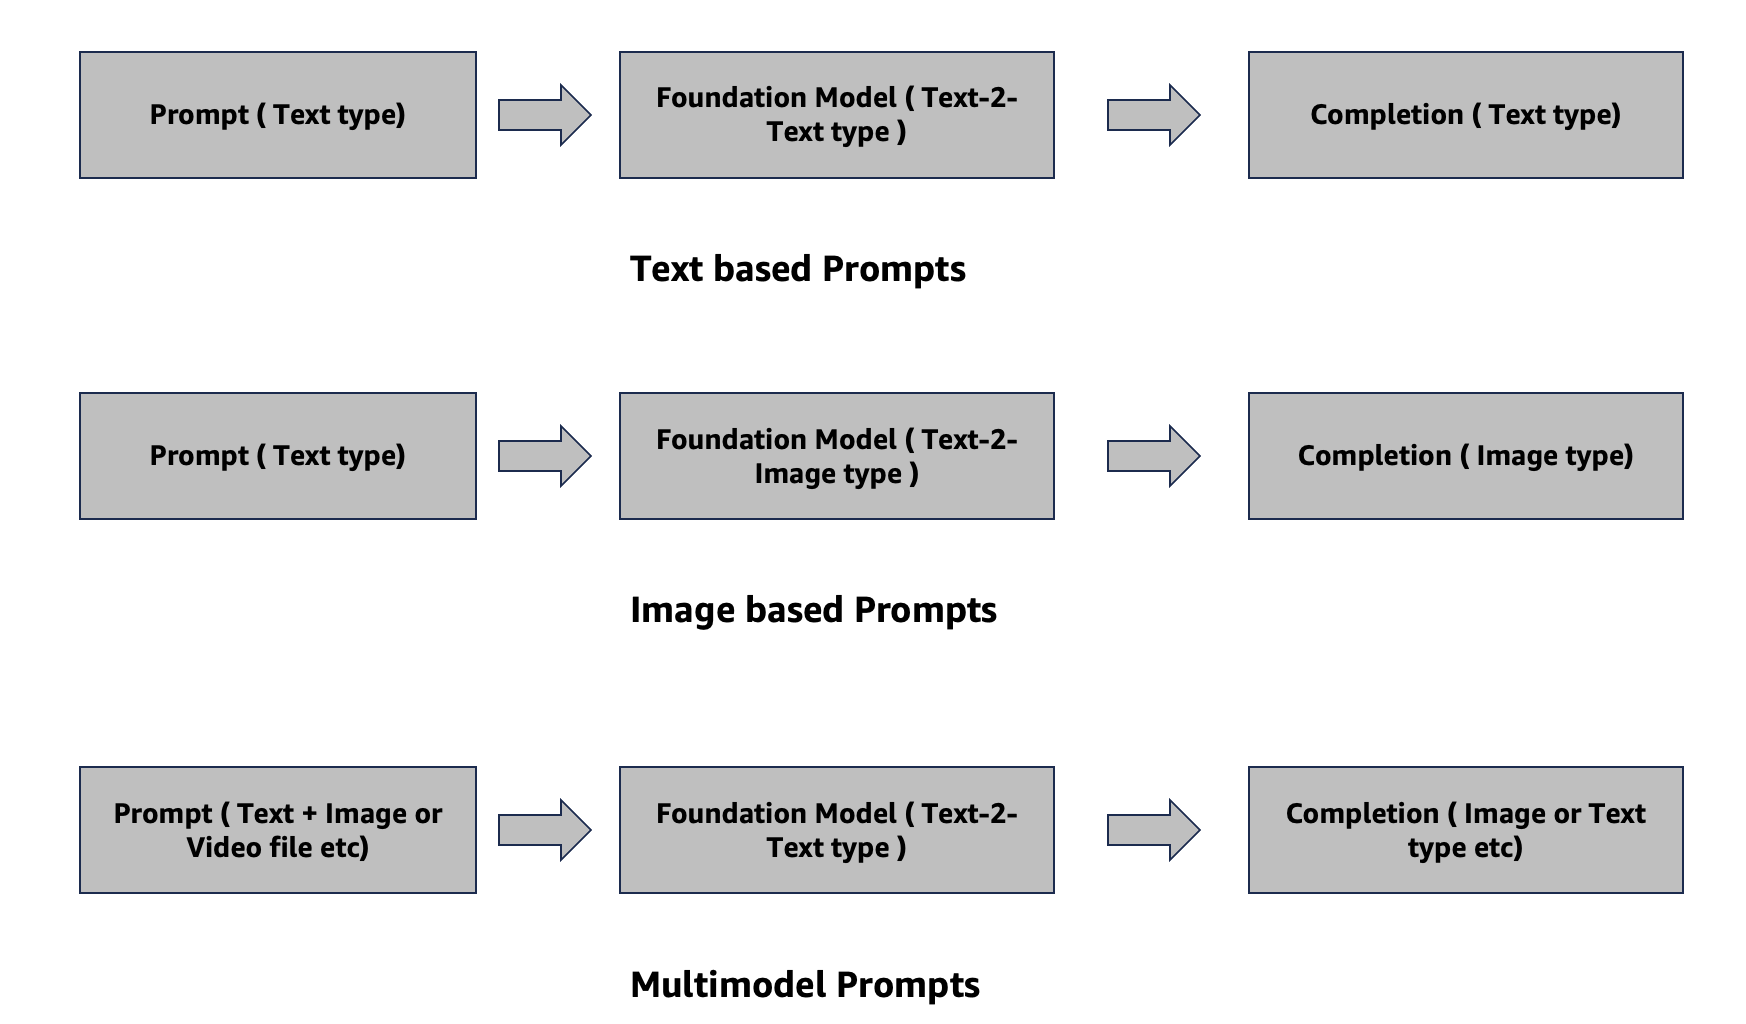 Prompt ( Text type)
Foundation Model ( Text-2-
Text type )
Completion ( Text type)
Text based Prompts
Prompt ( Text type)
Foundation Model ( Text-2-
Image type )
Completion ( Image type)
Image based Prompts
Prompt ( Text + Image or
Video file etc)
Foundation Model ( Text-2-
Text type )
Completion ( Image or Text
type etc)
Multimodel Prompts